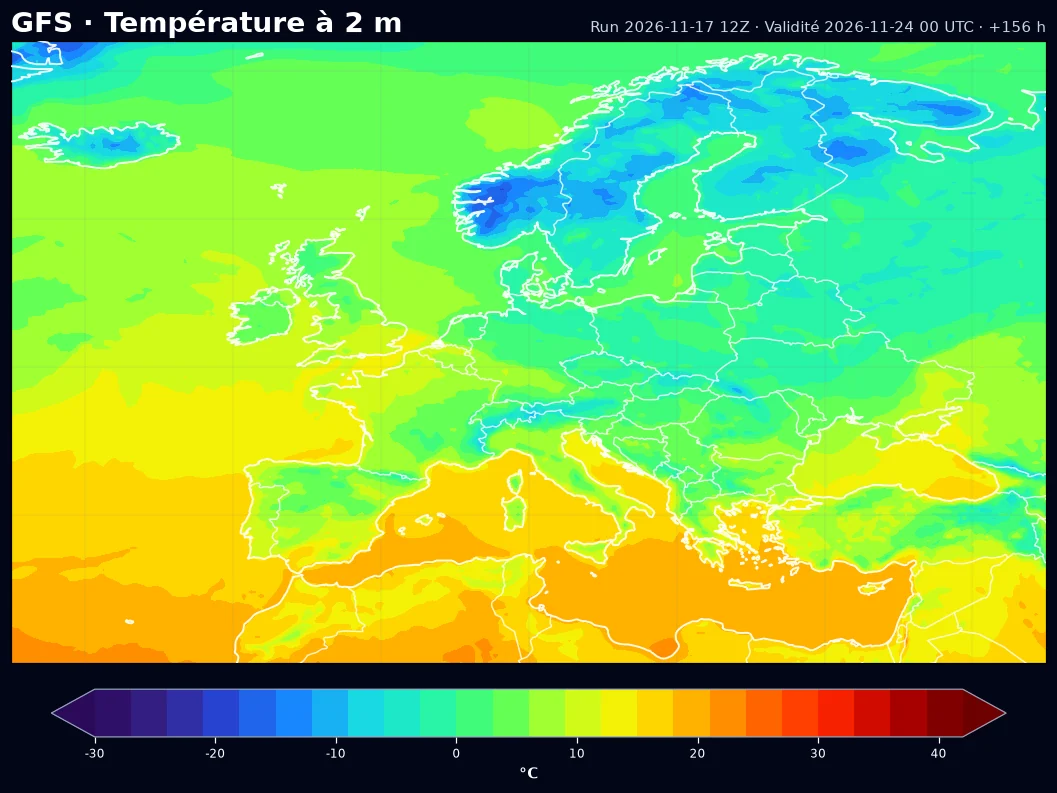 GFS · Température à 2 m
Run 2026-11-17 12Z · Validité 2026-11-24 00 UTC · +156 h
-30 -20 -10 0 10 20 30 40
°C